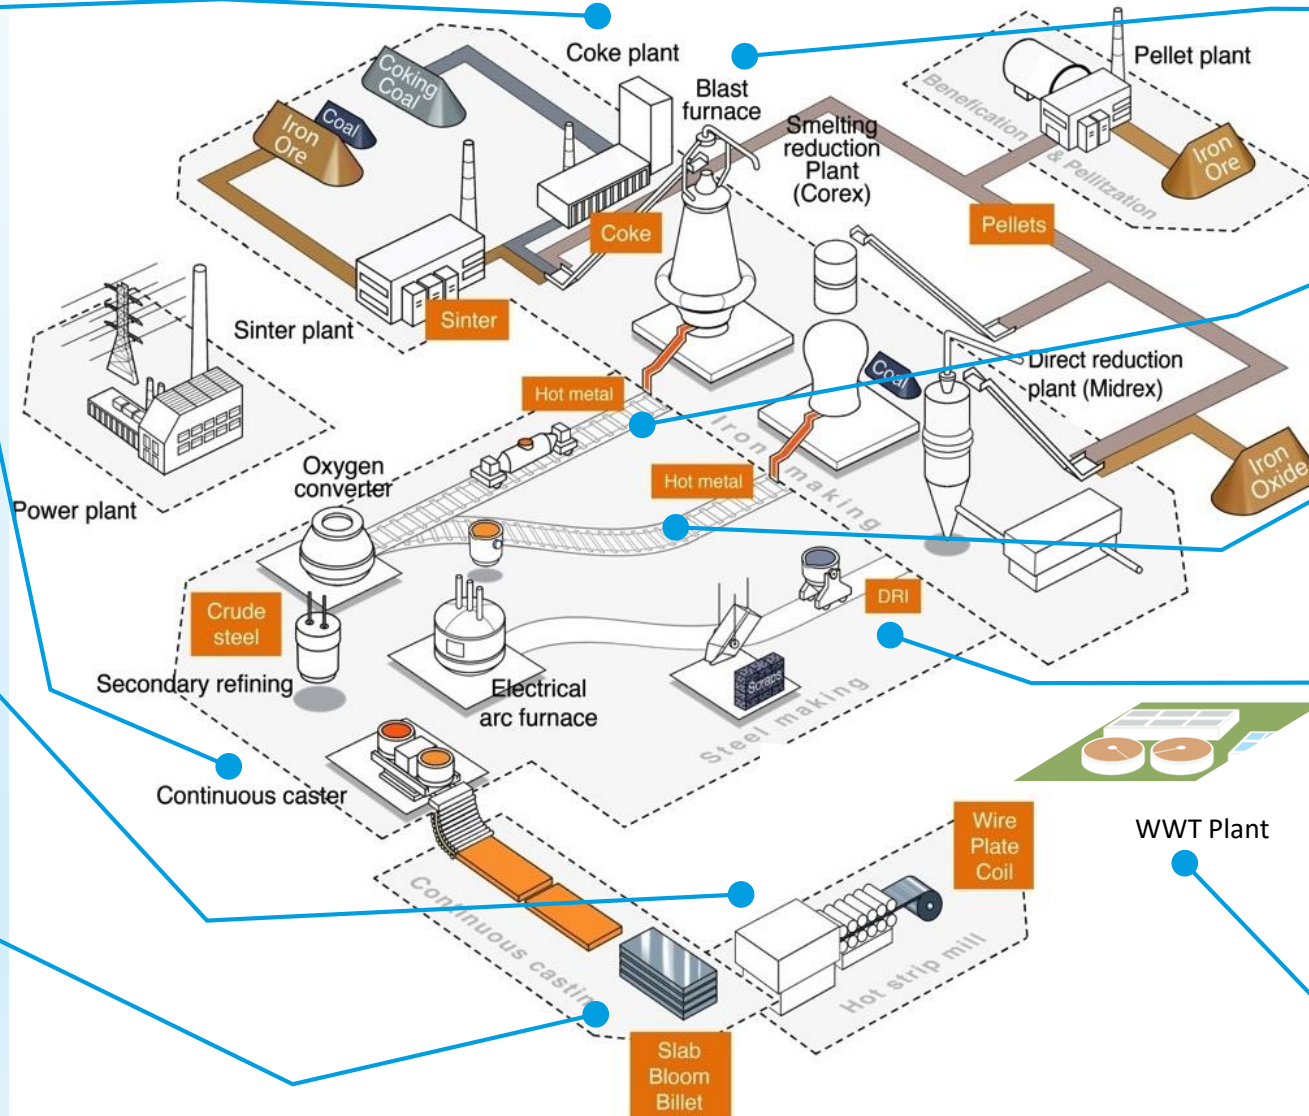 Coke plant
Coking
Coal
Coal
Iron
Ore
Blast
furnace
Smelting
reduction
Plant
(Corex)
Pellet plant
Benefication
& Pellitzation
Iron
Ore
Coke
Pellets
Sinter plant
Sinter
Power plant
Hot metal
Coal
Direct reduction
plant (Midrex)
Iron
Oxide
Iron making
Oxygen
converter
Hot metal
Crude
steel
DRI
Secondary refining
Electrical
arc furnace
Scraps
Steel making
Continuous caster
WWT Plant
Wire
Plate
Coil
Continuous casting
Hot strip mill
Slab
Bloom
Billet